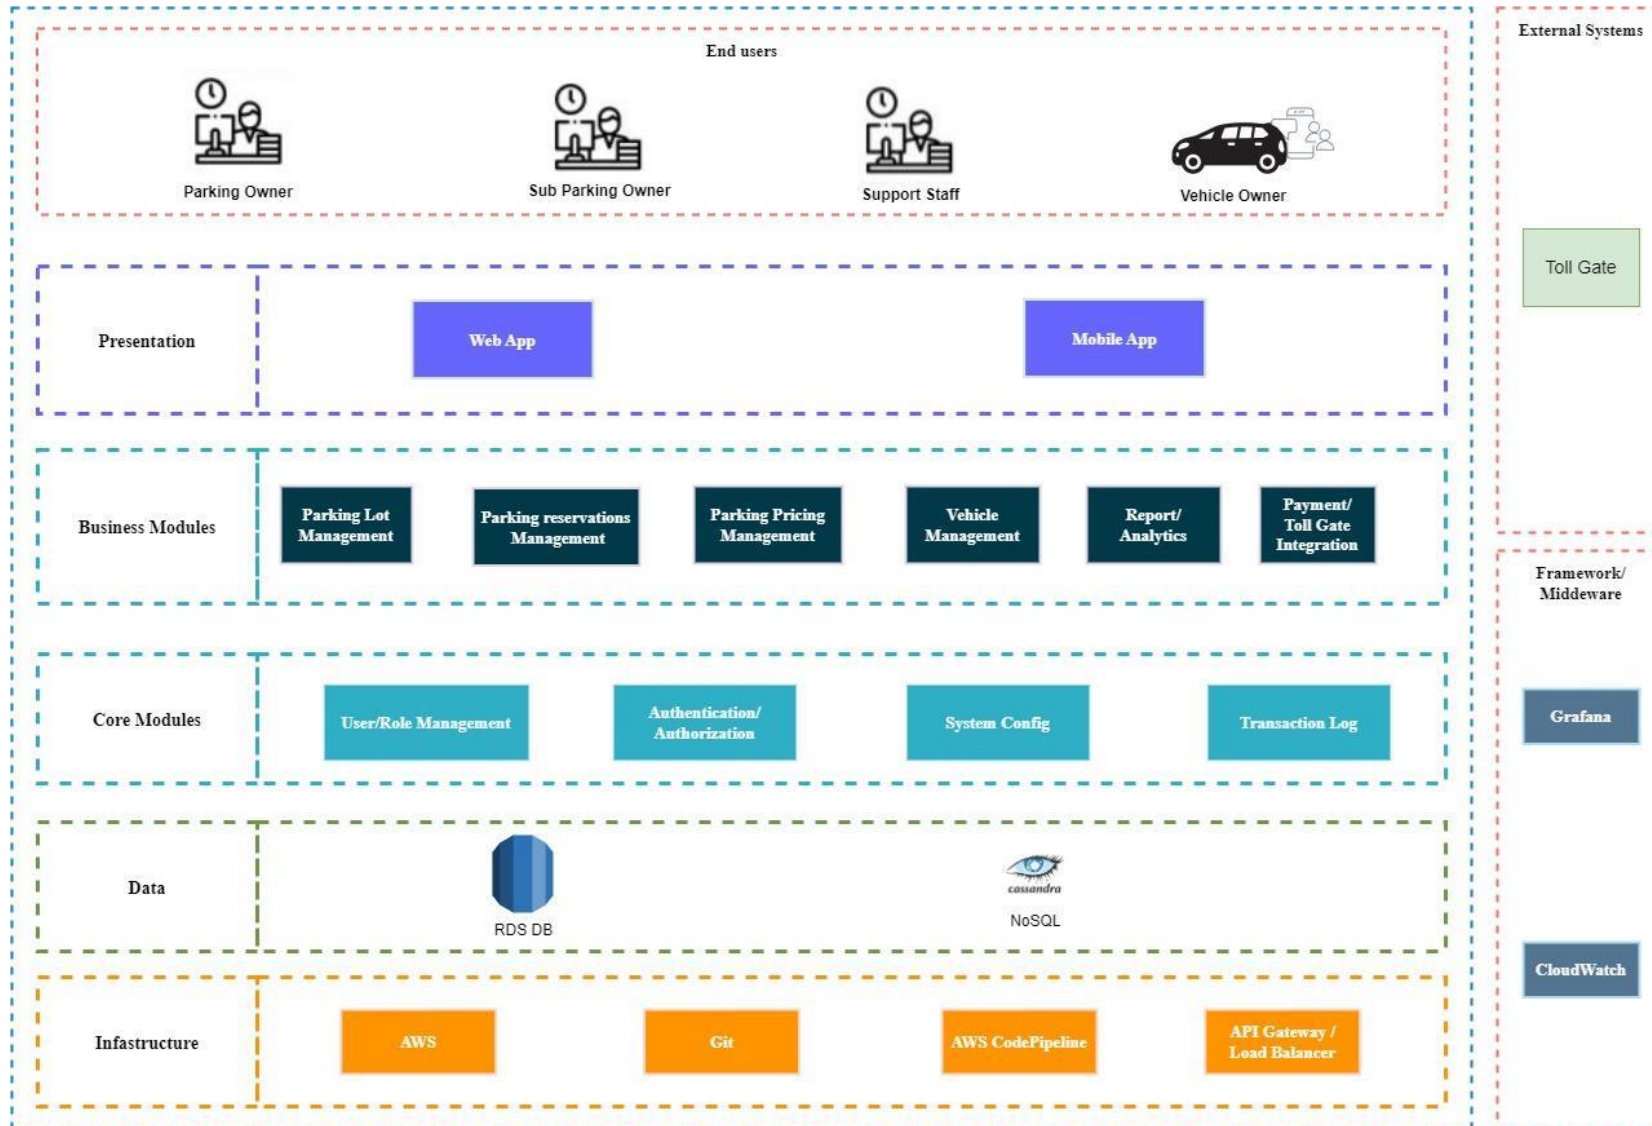 End users
Parking Owner
Sub Parking Owner
Support Staff
Vehicle Owner
Presentation
Web App
Mobile App
Business Modules
Parking Lot
Management
Parking reservations
Management
Parking Pricing
Management
Vehicle
Management
Report/
Analytics
Payment/
Toll Gate
Integration
Core Modules
User/Role Management
Authentication/
Authorization
System Config
Transaction Log
Data
RDS DB
cassandra
NoSQL
Infastructure
AWS
Git
AWS CodePipeline
API Gateway /
Load Balancer
External Systems
Toll Gate
Framework/
Middeware
Grafana
CloudWatch